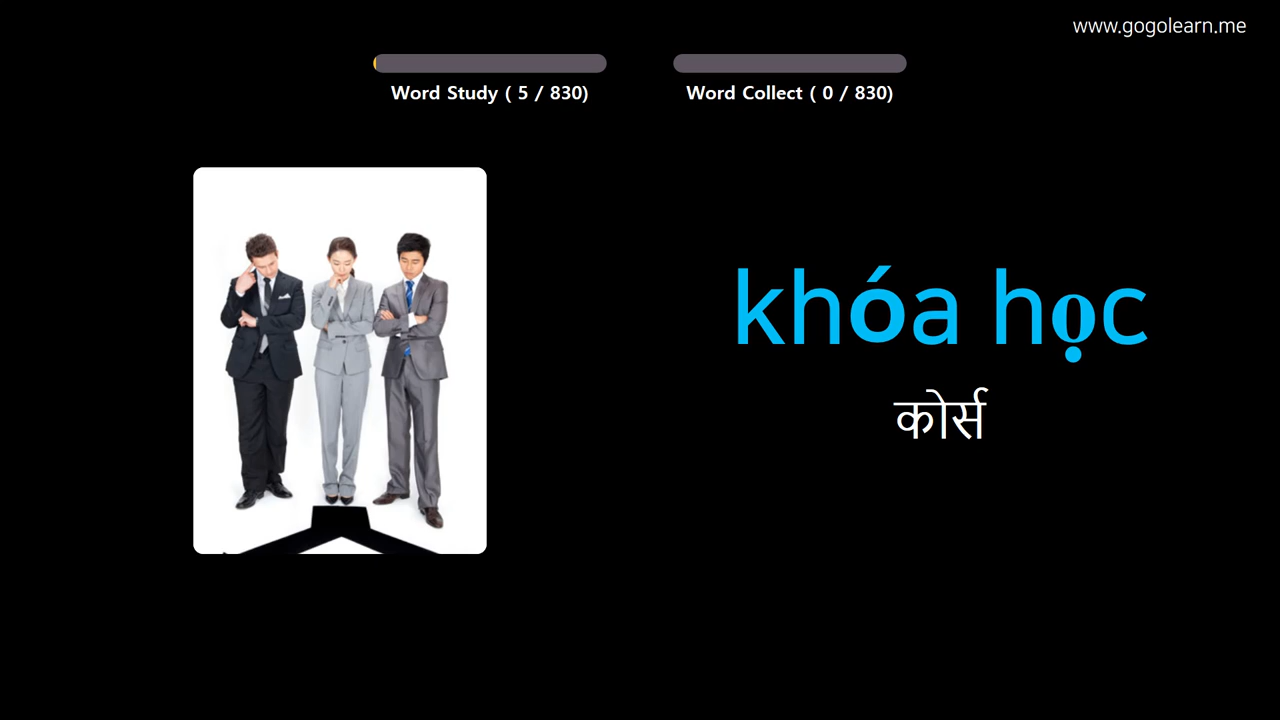 www.gogolearn.me
Word Study ( 5 / 830)
Word Collect ( 0 / 830)
khóa học
कोर्स